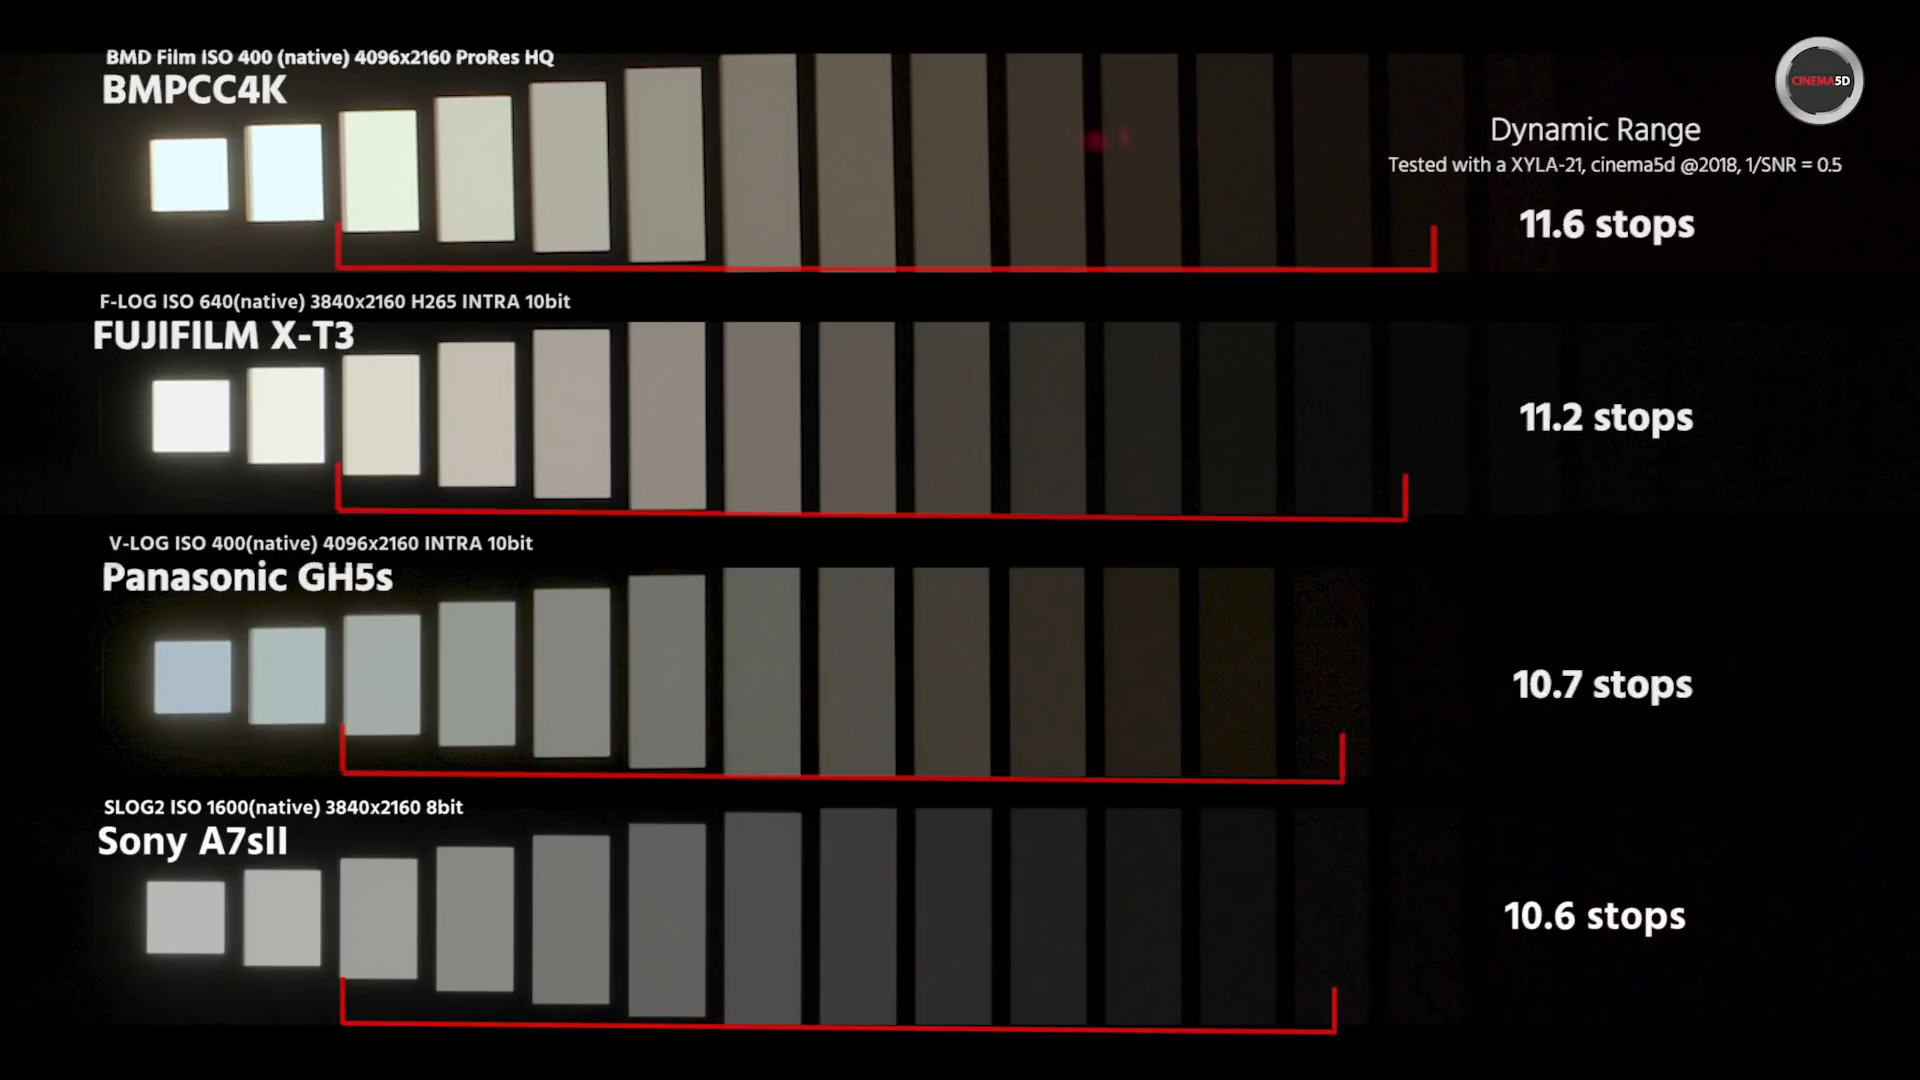 BMD Film ISO 400 (native) 4096x2160 ProRes HQ
BMPCC4K
CINEMA5D
Dynamic Range
Tested with a XYLA-21, cinema5d @2018, 1/SNR = 0.5
11.6 stops
F-LOG ISO 640(native) 3840x2160 H265 INTRA 10bit
FUJIFILM X-T3
11.2 stops
V-LOG ISO 400(native) 4096x2160 INTRA 10bit
Panasonic GH5s
10.7 stops
SLOG2 ISO 1600(native) 3840x2160 8bit
Sony A7sII
10.6 stops